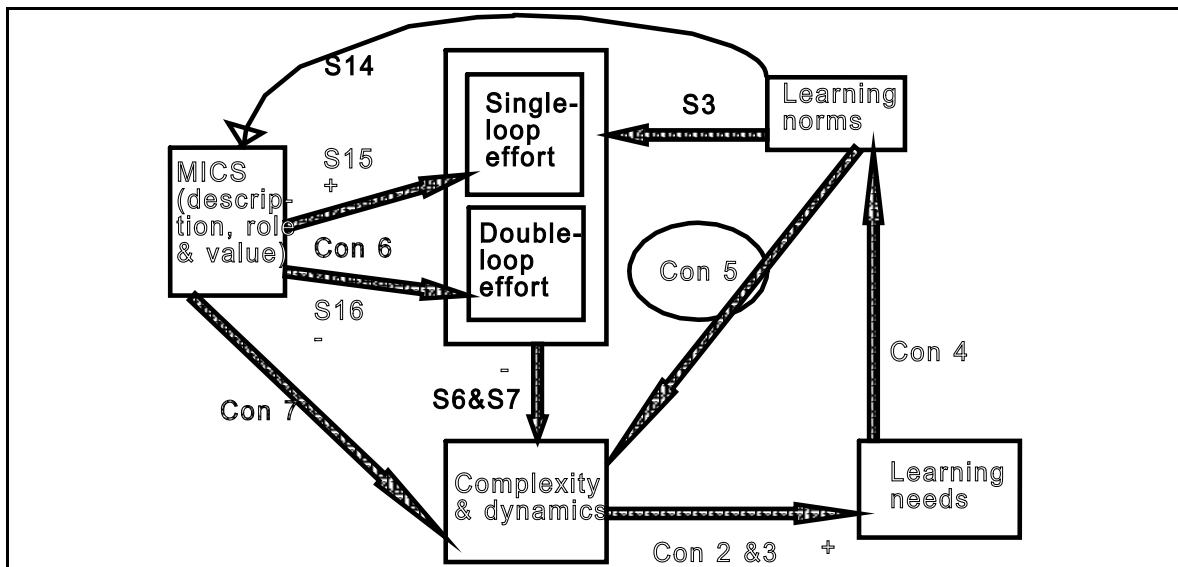 S14
Single-
loop
effort
S3
Learning
norms
MICS
(descrip-
tion, role
& value)
S15
+
Con 6
Double-
loop
effort
S16
-
Con 5
Con 4
-
S6&S7
Con 7
Complexity
& dynamics
Learning
needs
Con 2 &3
+